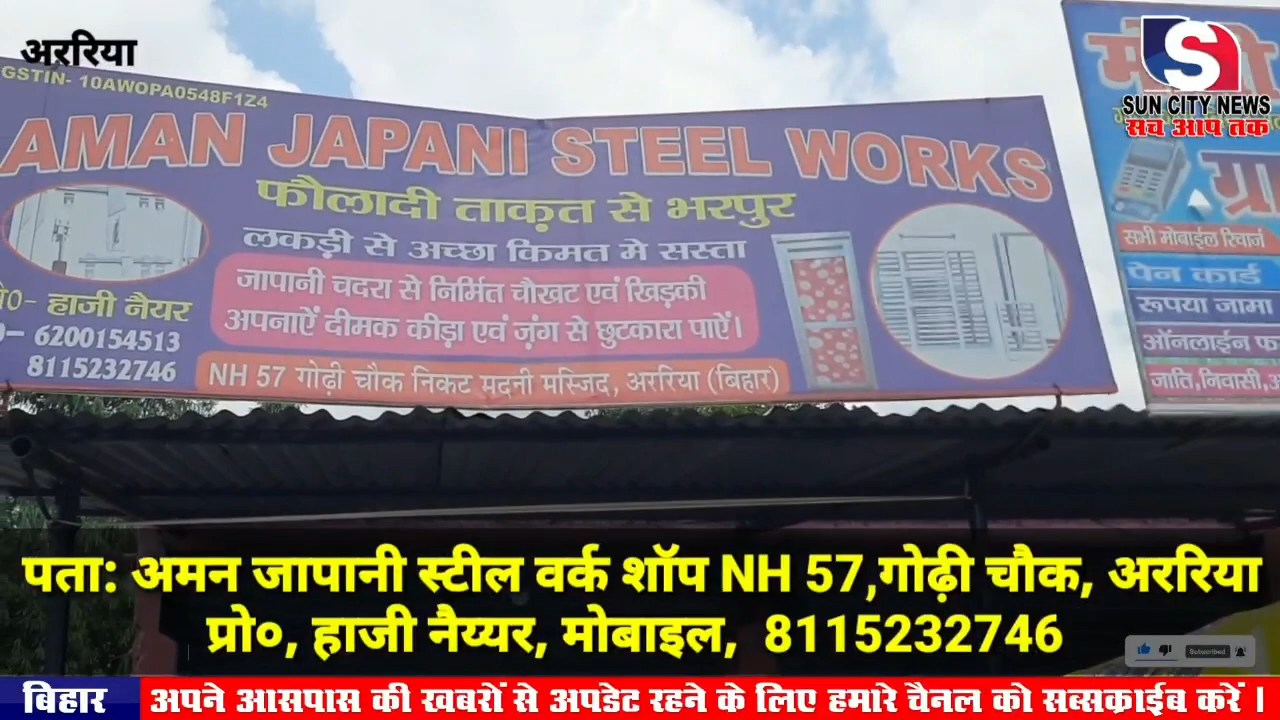 अररिया
GSTIN- 10AWOPA0548F1Z4
AMAN JAPANI STEEL WORKS
फौलादी ताक़त से भरपुर
लकड़ी से अच्छा किमत मे सस्ता
जापानी चदरा से निर्मित चौखट एवं खिड़की
अपनाऐं दीमक कीड़ा एवं ज़ंग से छुटकारा पाऐं।
0- हाजी नैयर
6200154513
8115232746
NH 57 गोढ़ी चौक निकट मदनी मस्जिद, अररिया (बिहार)
S
SUN CITY NEWS
सच आप तक
सभी मोबाईल रिचार्ज
पेन कार्ड
रूपया जामा
ऑनलाईन
जाति,निवासी,
पता: अमन जापानी स्टील वर्क शॉप NH 57,गोढ़ी चौक, अररिया
प्रो०, हाजी नैय्यर, मोबाइल, 8115232746
Subscribed
बिहार
अपने आसपास की खबरों से अपडेट रहने के लिए हमारे चैनल को सब्सक्राईब करें ।